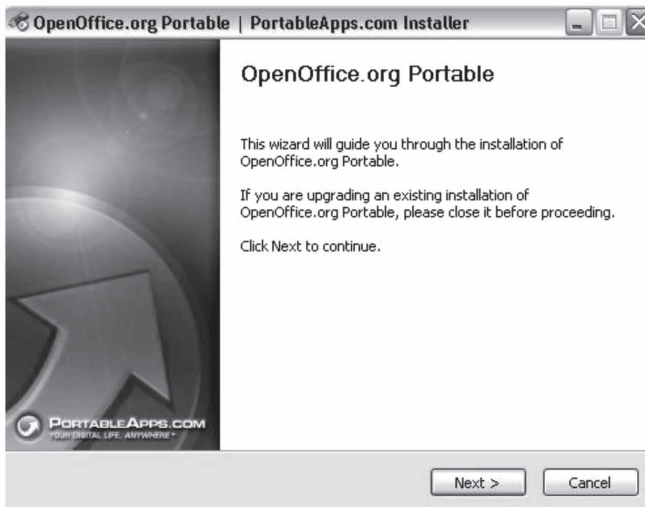 OpenOffice.org Portable | PortableApps.com Installer
OpenOffice.org Portable
This wizard will guide you through the installation of
OpenOffice.org Portable.
If you are upgrading an existing installation of
OpenOffice.org Portable, please close it before proceeding.
Click Next to continue.
PORTABLEAPPS.COM
YOUR DIGITAL LIFE, ANYWHERE
Next >
Cancel